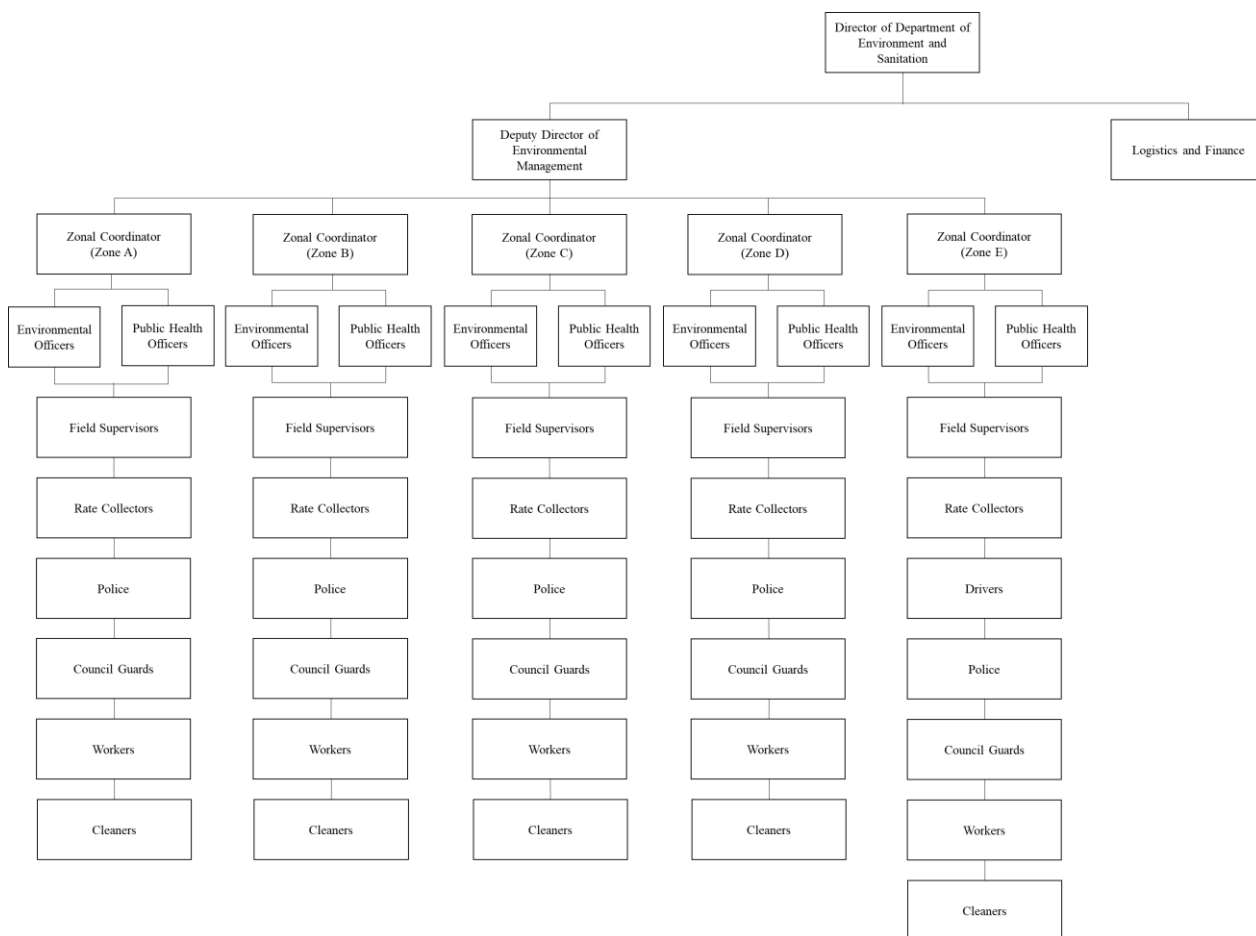 Director of Department of
Environment and
Sanitation
Deputy Director of
Environmental
Management
Logistics and Finance
Zonal Coordinator
(Zone A)
Zonal Coordinator
(Zone B)
Zonal Coordinator
(Zone C)
Zonal Coordinator
(Zone D)
Zonal Coordinator
(Zone E)
Environmental
Officers
Public Health
Officers
Environmental
Officers
Public Health
Officers
Environmental
Officers
Public Health
Officers
Environmental
Officers
Public Health
Officers
Environmental
Officers
Public Health
Officers
Field Supervisors
Field Supervisors
Field Supervisors
Field Supervisors
Field Supervisors
Rate Collectors
Rate Collectors
Rate Collectors
Rate Collectors
Rate Collectors
Police
Police
Police
Police
Drivers
Council Guards
Council Guards
Council Guards
Council Guards
Police
Workers
Workers
Workers
Workers
Council Guards
Cleaners
Cleaners
Cleaners
Cleaners
Workers
Cleaners